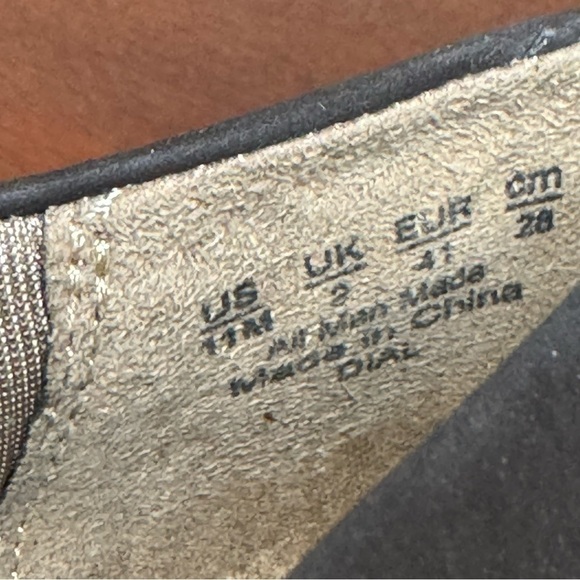 US UK EUR cm
11M 9 41 28
All Man Made
Made in China
DIAL